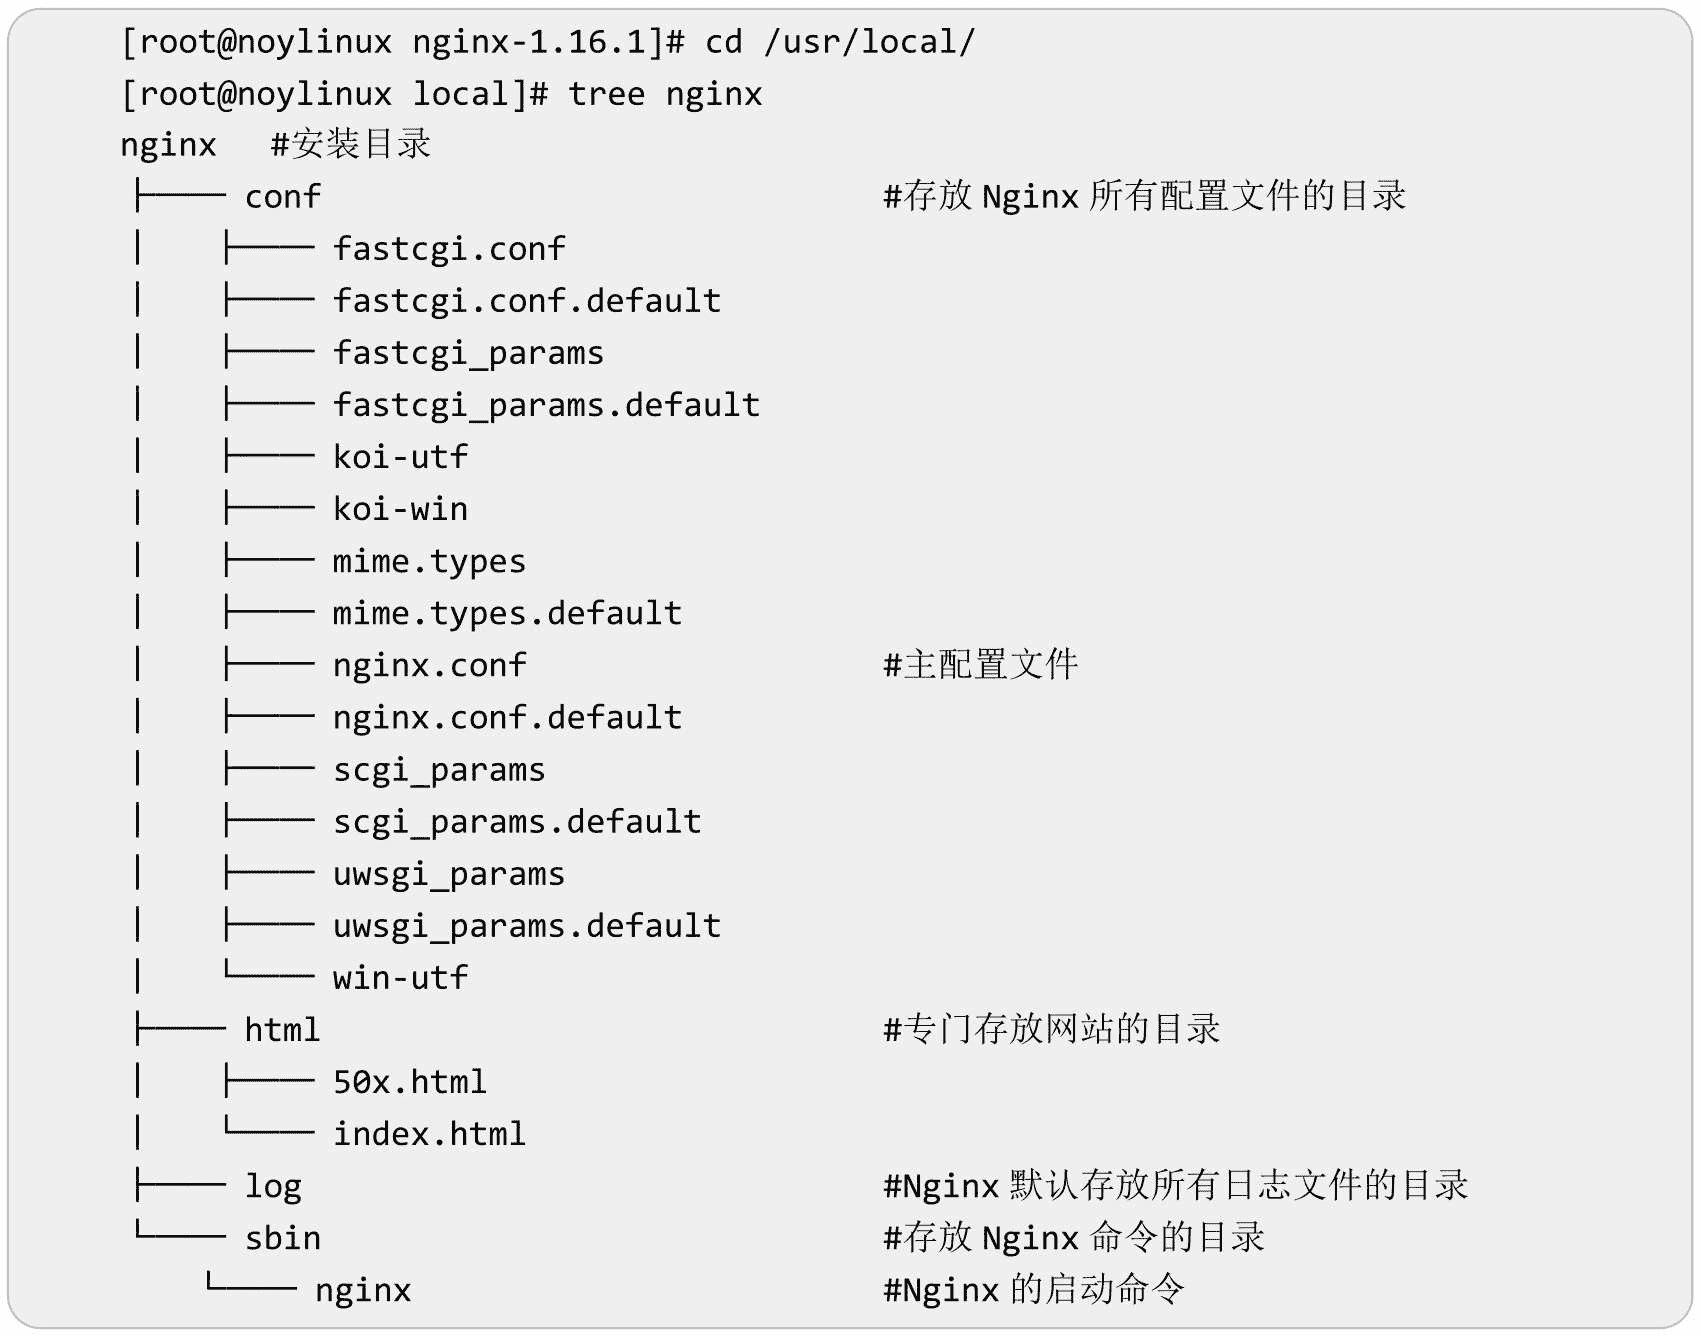 [root@noylinux nginx-1.16.1]# cd /usr/local/
[root@noylinux local]# tree nginx
nginx #安装目录
├──── conf #存放 Nginx 所有配置文件的目录
│ ├──── fastcgi.conf
│ ├──── fastcgi.conf.default
│ ├──── fastcgi_params
│ ├──── fastcgi_params.default
│ ├──── koi-utf
│ ├──── koi-win
│ ├──── mime.types
│ ├──── mime.types.default
│ ├──── nginx.conf #主配置文件
│ ├──── nginx.conf.default
│ ├──── scgi_params
│ ├──── scgi_params.default
│ ├──── uwsgi_params
│ ├──── uwsgi_params.default
│ └──── win-utf
├──── html #专门存放网站的目录
│ ├──── 50x.html
│ └──── index.html
├──── log #Nginx 默认存放所有日志文件的目录
└──── sbin #存放 Nginx 命令的目录
└──── nginx #Nginx 的启动命令